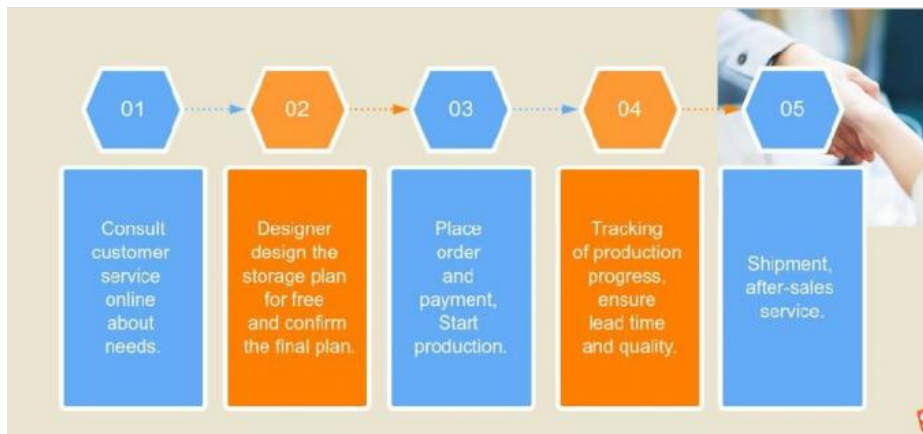 01
02
03
04
05
Consult
customer
service
online
about
needs.
Designer
design the
storage plan
for free
and confirm
the final plan.
Place
order
and
payment,
Start
production.
Tracking
of production
progress,
ensure
lead time
and quality.
Shipment,
after-sales
service.